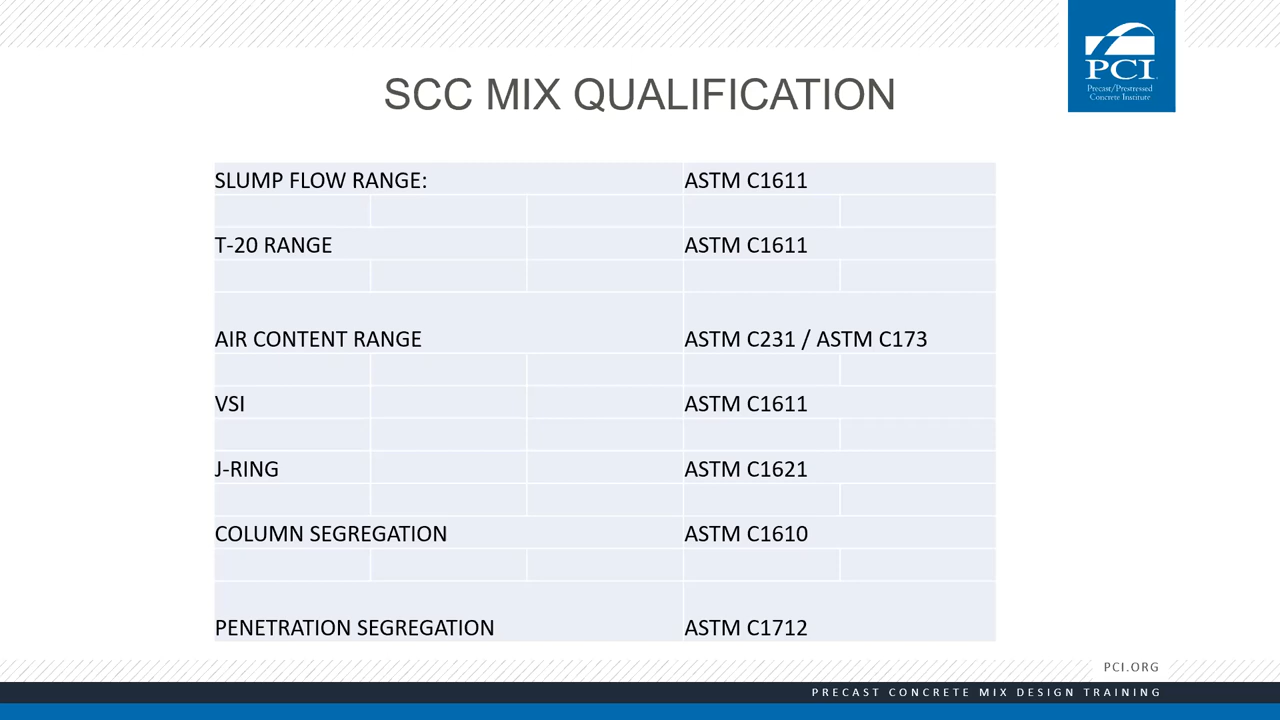 PCI
Precast/Prestressed
Concrete Institute
SCC MIX QUALIFICATION
SLUMP FLOW RANGE: ASTM C1611
T-20 RANGE ASTM C1611
AIR CONTENT RANGE ASTM C231 / ASTM C173
VSI ASTM C1611
J-RING ASTM C1621
COLUMN SEGREGATION ASTM C1610
PENETRATION SEGREGATION ASTM C1712
PCI.ORG
PRECAST CONCRETE MIX DESIGN TRAINING